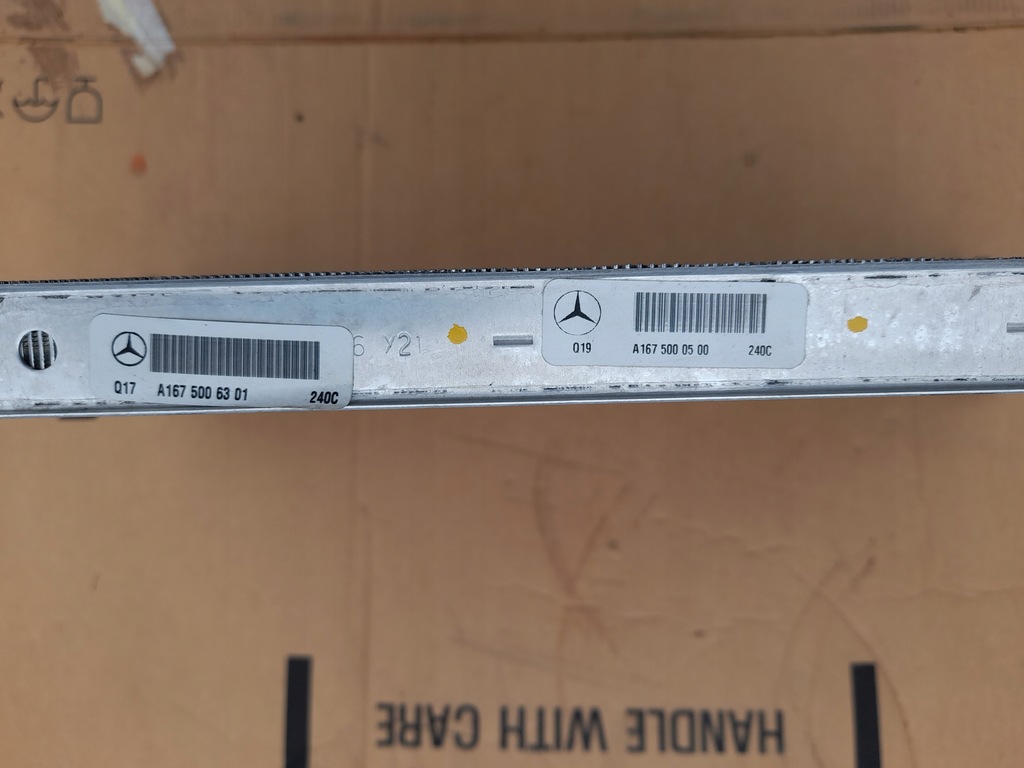 6 Y21
Q17 A167 500 63 01 240C
Q19 A167 500 05 00 240C
HANDLE WITH CARE